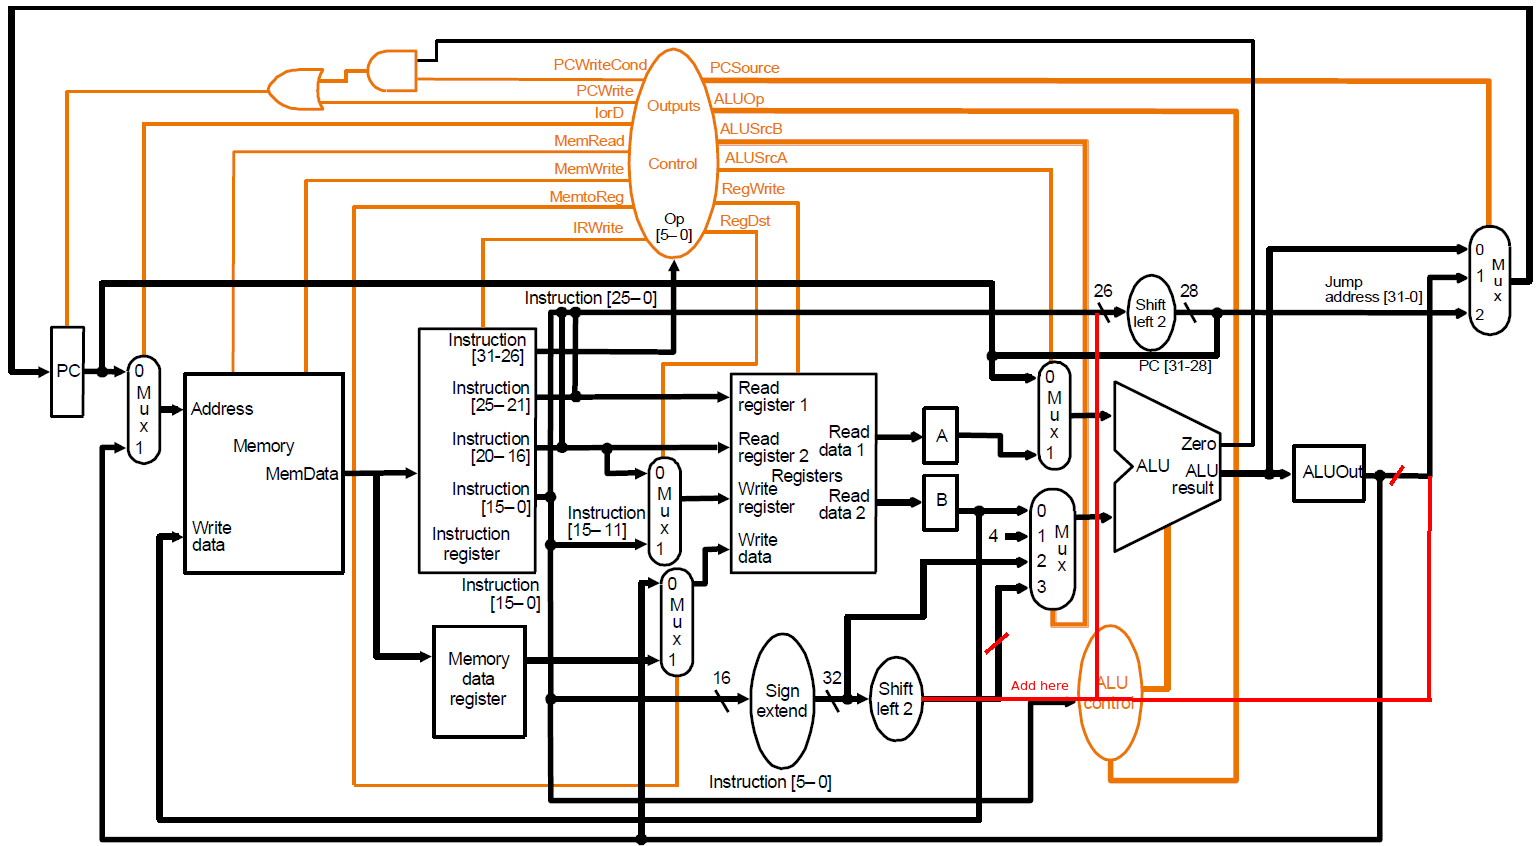 PCWriteCond
PCSource
PCWrite
ALUOp
IorD
Outputs
ALUSrcB
MemRead
Control
ALUSrcA
MemWrite
RegWrite
MemtoReg
RegDst
IRWrite
Op
[5–0]
Instruction [25–0]
26
Shift
left 2
28
Jump
address [31-0]
0
1
2
M
u
x
PC [31-28]
PC
0
M
u
x
1
Address
Memory
MemData
Write
data
Instruction
[31-26]
Instruction
[25–21]
Instruction
[20–16]
Instruction
[15–0]
Instruction
register
Instruction
[15–0]
Instruction
[15–11]
0
M
u
x
1
0
M
u
x
1
Read
register 1
Read
register 2
Registers
Write
register
Write
data
Read
data 1
Read
data 2
A
B
0
M
u
x
1
4
0
1
2
3
M
u
x
Zero
ALU
ALU
result
ALUOut
Memory
data
register
16
Sign
extend
32
Shift
left 2
Add here
ALU
control
Instruction [5–0]